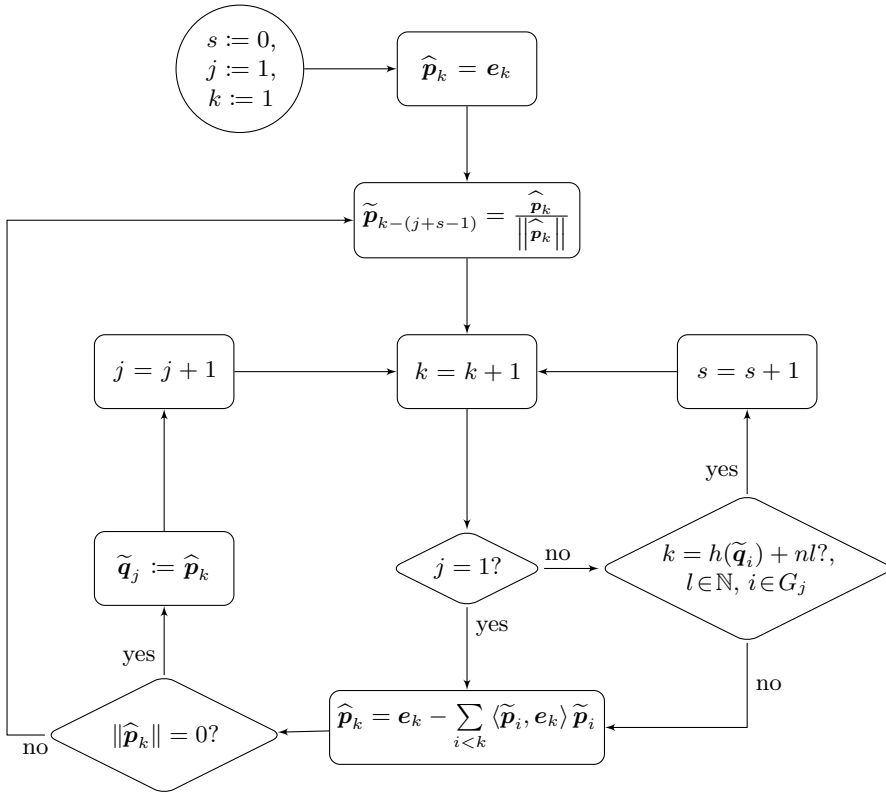 s := 0,
j := 1,
k := 1
p̂_k = e_k
p̃_{k−(j+s−1)} = p̂_k / ||p̂_k||
j = j + 1
k = k + 1
s = s + 1
yes
q̃_j := p̂_k
j = 1?
no
k = h(q̃_i) + nl?,
l ∈ ℕ, i ∈ G_j
yes
yes
no
‖p̂_k‖ = 0?
no
p̂_k = e_k − ∑_{i<k} ⟨p̃_i, e_k⟩ p̃_i